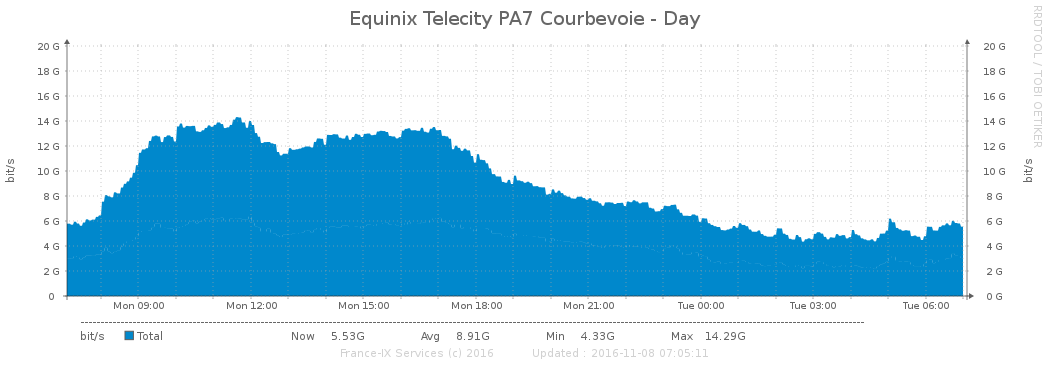 Equinix Telecity PA7 Courbevoie - Day
RRDTOOL / TOBI OETIKER
bit/s
20 G 20 G
18 G 18 G
16 G 16 G
14 G 14 G
12 G 12 G
10 G 10 G
8 G 8 G
6 G 6 G
4 G 4 G
2 G 2 G
0 0 G
bit/s
Mon 09:00 Mon 12:00 Mon 15:00 Mon 18:00 Mon 21:00 Tue 00:00 Tue 03:00 Tue 06:00
bit/s Total Now 5.53G Avg 8.91G Min 4.33G Max 14.29G
France-IX Services (c) 2016 Updated : 2016-11-08 07:05:11